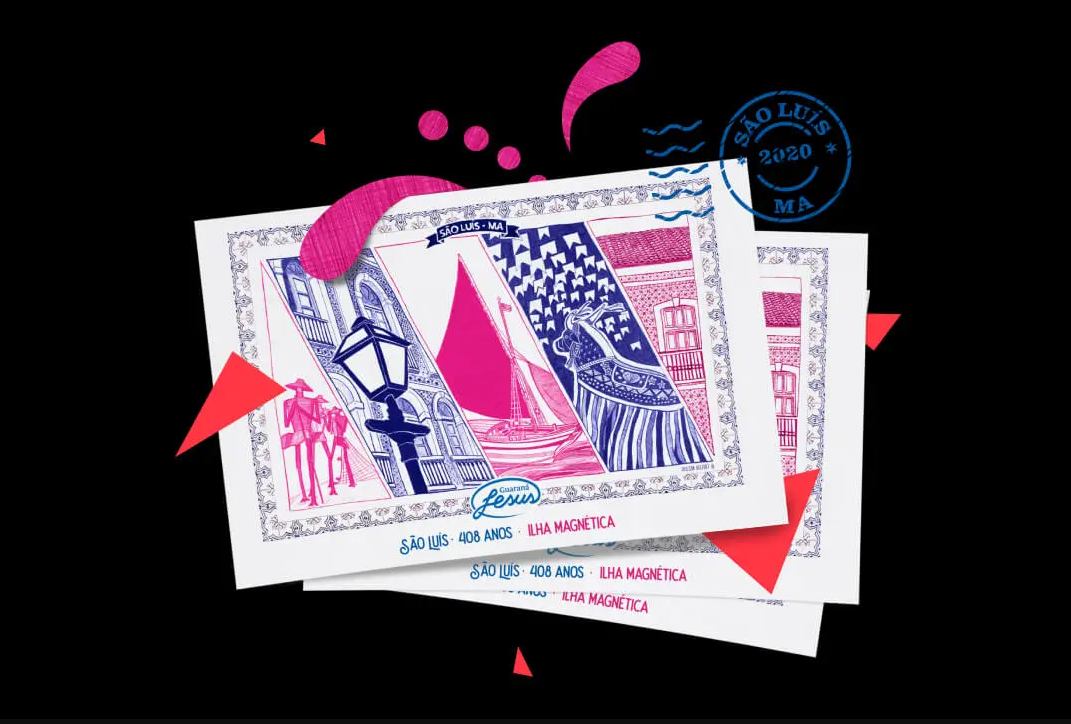 SÃO LUÍS
2020
MA
SÃO LUÍS - MA
Guaraná
Jesus
SÃO LUÍS · 408 ANOS · ILHA MAGNÉTICA
SÃO LUÍS · 408 ANOS · ILHA MAGNÉTICA
ANOS · ILHA MAGNÉTICA